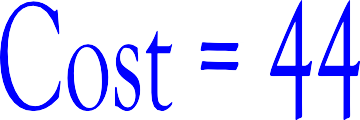 Cost = 44